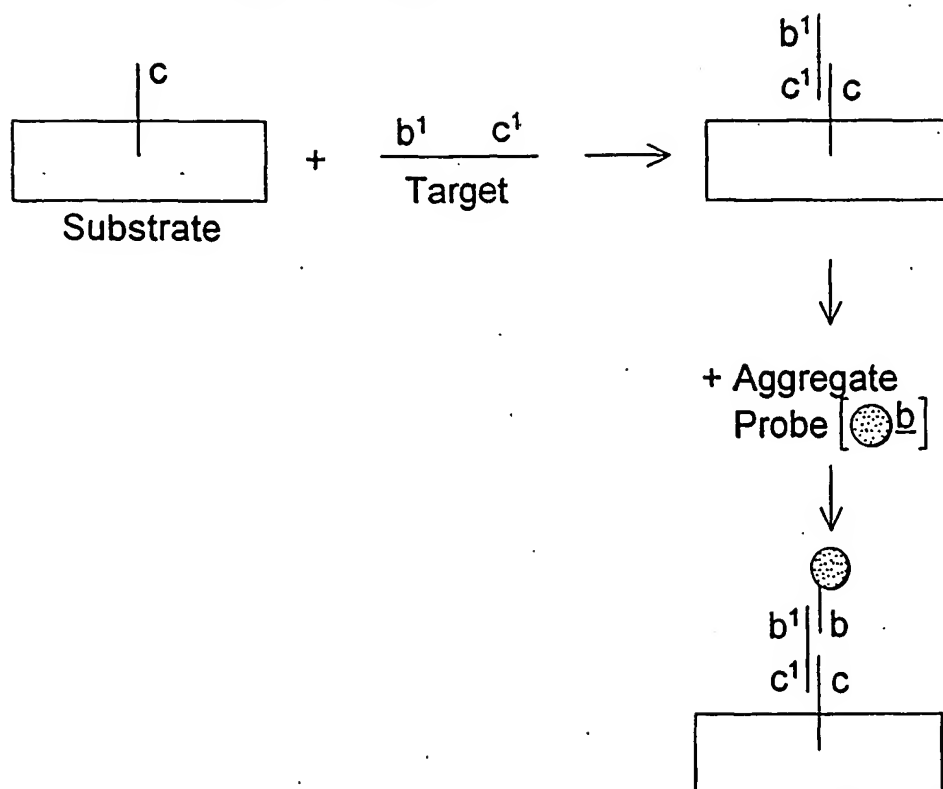 c
Substrate
+
b¹ c¹
Target
b¹
c¹ c
+ Aggregate
Probe [b]
b¹ b
c¹ c